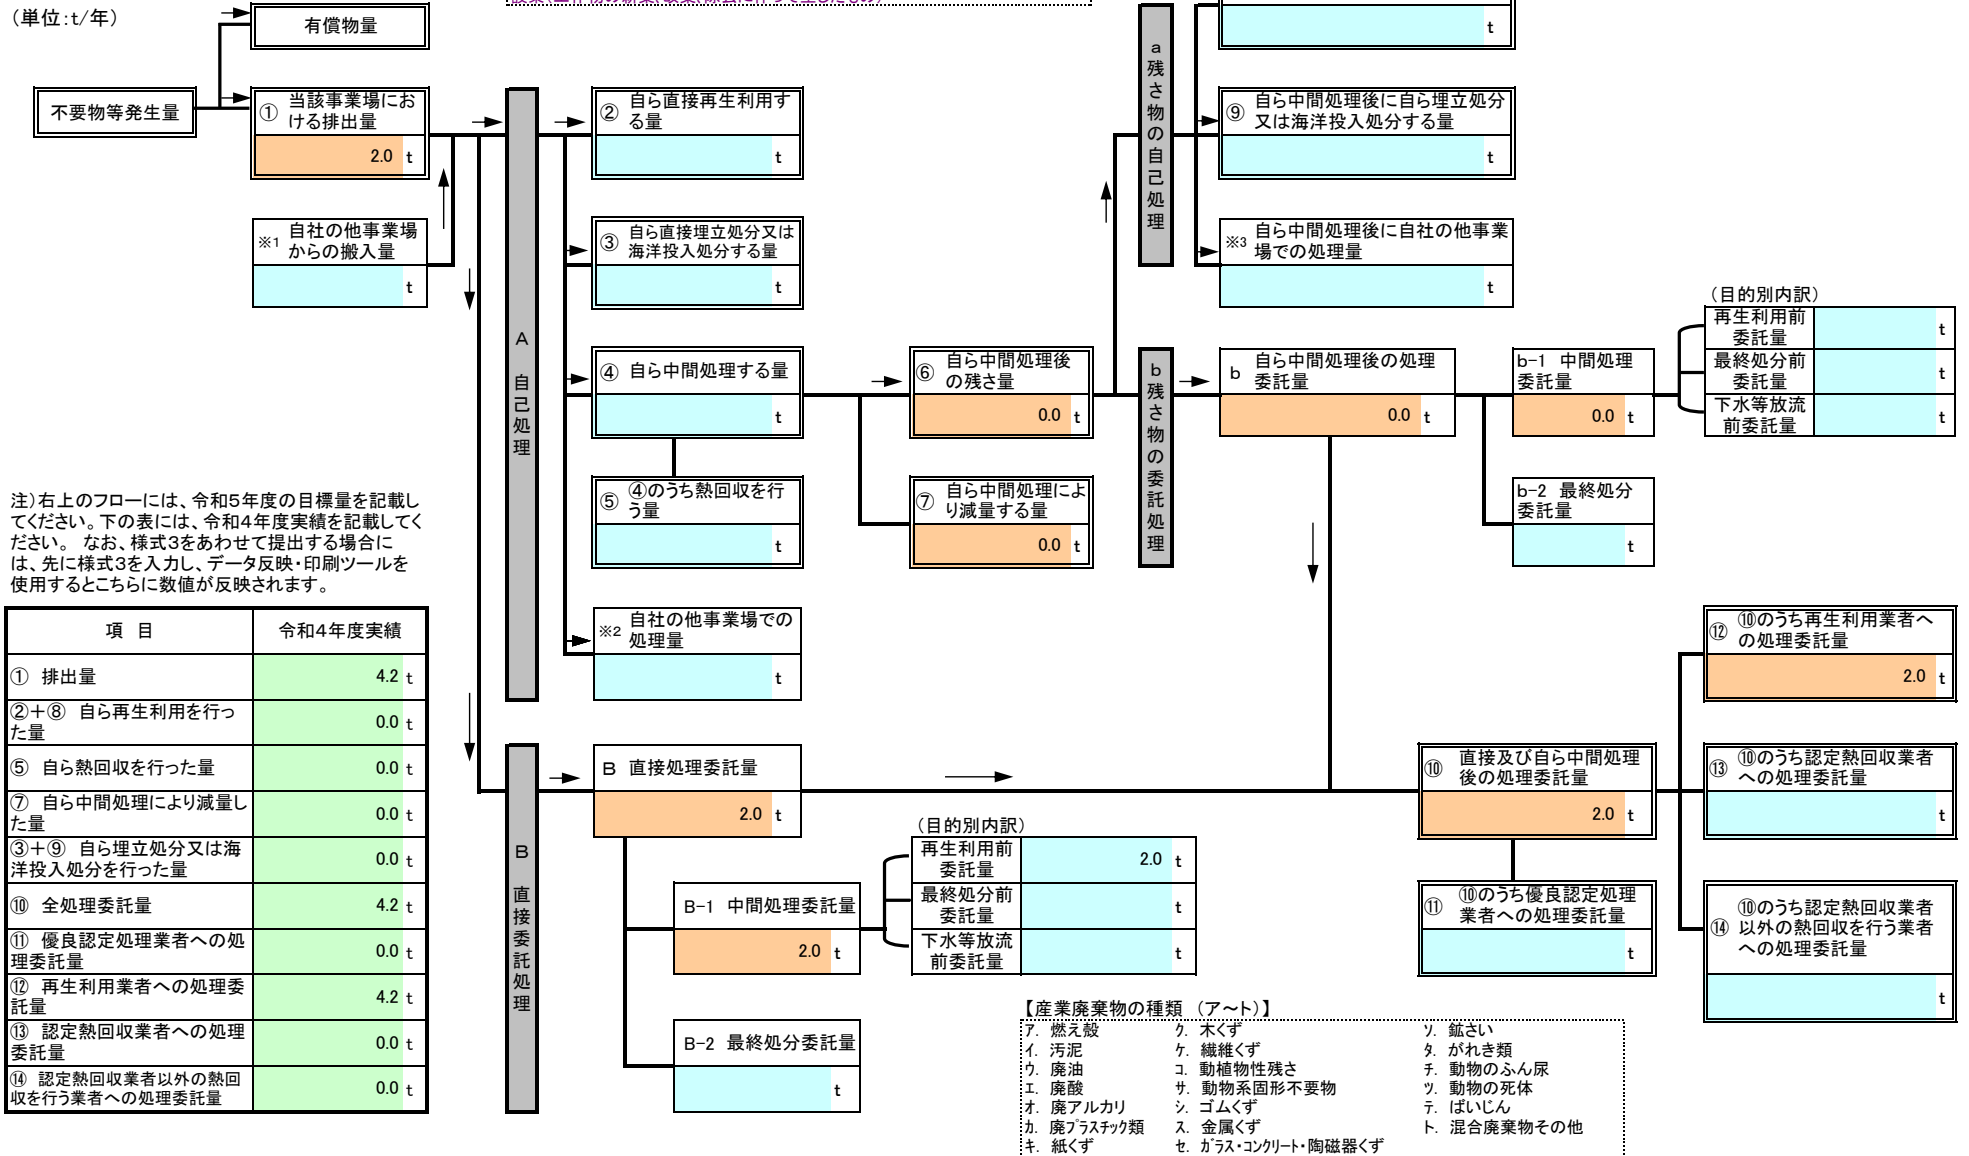 （単位：t/年）
有償物量
不要物等発生量
① 当該事業場にお
ける排出量
2.0 t
※1 自社の他事業場
からの搬入量
t
A 自己処理
② 自ら直接再生利用す
る量
t
③ 自ら直接埋立処分又は
海洋投入処分する量
t
④ 自ら中間処理する量
t
⑤ ④のうち熱回収を行
う量
t
※2 自社の他事業場での
処理量
t
⑥ 自ら中間処理後
の残さ量
0.0 t
⑦ 自ら中間処理によ
り減量する量
0.0 t
a 残さ物の自己処理
t
⑨ 自ら中間処理後に自ら埋立処分
又は海洋投入処分する量
t
※3 自ら中間処理後に自社の他事業
場での処理量
t
b 残さ物の委託処理
b 自ら中間処理後の処理
委託量
0.0 t
b-1 中間処理
委託量
0.0 t
（目的別内訳）
再生利用前
委託量
t
最終処分前
委託量
t
下水等放流
前委託量
t
b-2 最終処分
委託量
t
注）右上のフローには、令和5年度の目標量を記載し
てください。下の表には、令和4年度実績を記載してく
ださい。 なお、様式3をあわせて提出する場合に
は、先に様式3を入力し、データ反映・印刷ツールを
使用するとこちらに数値が反映されます。
項 目 令和4年度実績
① 排出量 4.2 t
②＋⑧ 自ら再生利用を行っ
た量 0.0 t
⑤ 自ら熱回収を行った量 0.0 t
⑦ 自ら中間処理により減量し
た量 0.0 t
③＋⑨ 自ら埋立処分又は海
洋投入処分を行った量 0.0 t
⑩ 全処理委託量 4.2 t
⑪ 優良認定処理業者への処
理委託量 0.0 t
⑫ 再生利用業者への処理委
託量 4.2 t
⑬ 認定熱回収業者への処理
委託量 0.0 t
⑭ 認定熱回収業者以外の熱回
収を行う業者への処理委託量 0.0 t
B 直接委託処理
B 直接処理委託量
2.0 t
B-1 中間処理委託量
2.0 t
（目的別内訳）
再生利用前
委託量
2.0 t
最終処分前
委託量
t
下水等放流
前委託量
t
B-2 最終処分委託量
t
⑩ 直接及び自ら中間処理
後の処理委託量
2.0 t
⑪ ⑩のうち優良認定処理
業者への処理委託量
t
⑫ ⑩のうち再生利用業者へ
の処理委託量
2.0 t
⑬ ⑩のうち認定熱回収業者
への処理委託量
t
⑭ ⑩のうち認定熱回収業者
以外の熱回収を行う業者
への処理委託量
t
【産業廃棄物の種類 （ア～ト）】
ア. 燃え殻 ク. 木くず ソ. 鉱さい
イ. 汚泥 ケ. 繊維くず タ. がれき類
ウ. 廃油 コ. 動植物性残さ チ. 動物のふん尿
エ. 廃酸 サ. 動物系固形不要物 ツ. 動物の死体
オ. 廃アルカリ シ. ゴムくず テ. ばいじん
カ. 廃プラスチック類 ス. 金属くず ト. 混合廃棄物その他
キ. 紙くず セ. ガラス・コンクリート・陶磁器くず